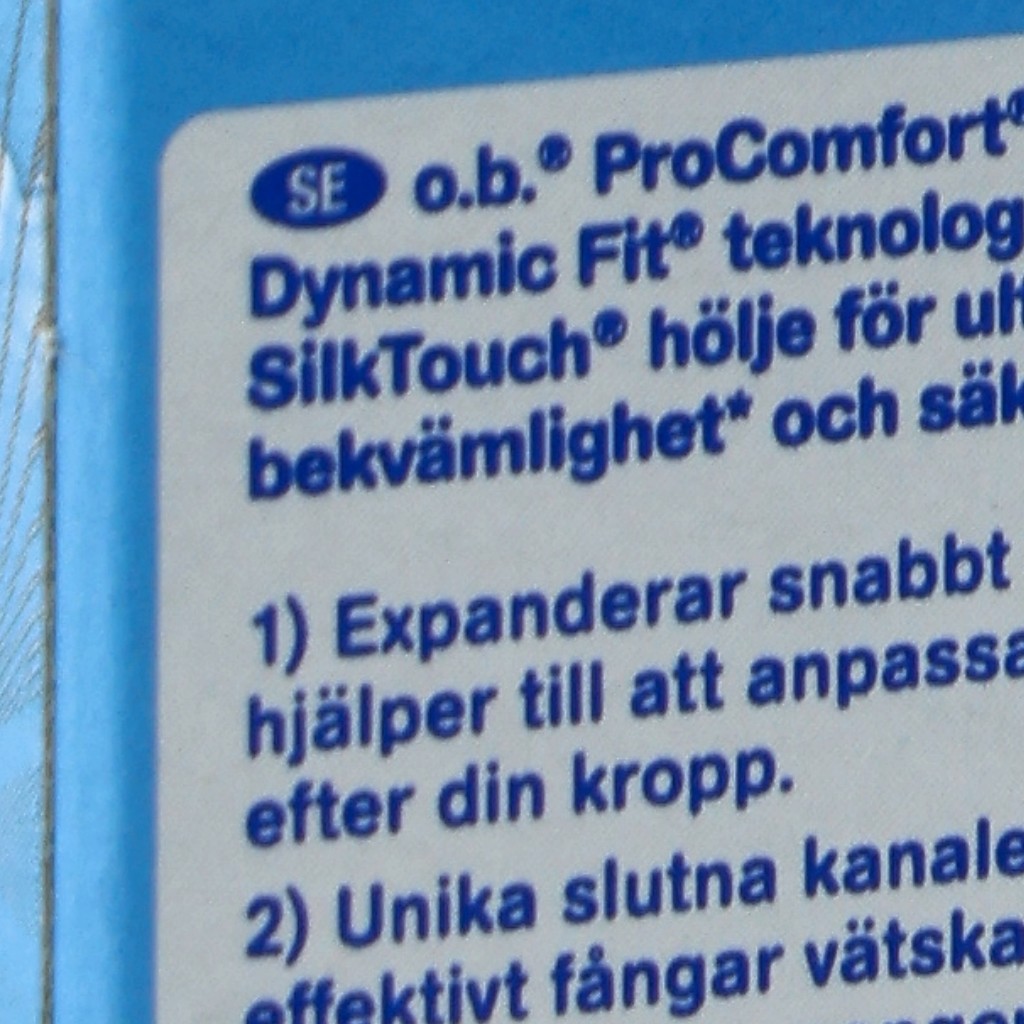 SE o.b.® ProComfort®
Dynamic Fit® teknolog
SilkTouch® hölje för ult
bekvämlighet* och säk
1) Expanderar snabbt
hjälper till att anpassa
efter din kropp.
2) Unika slutna kanale
effektivt fångar vätska